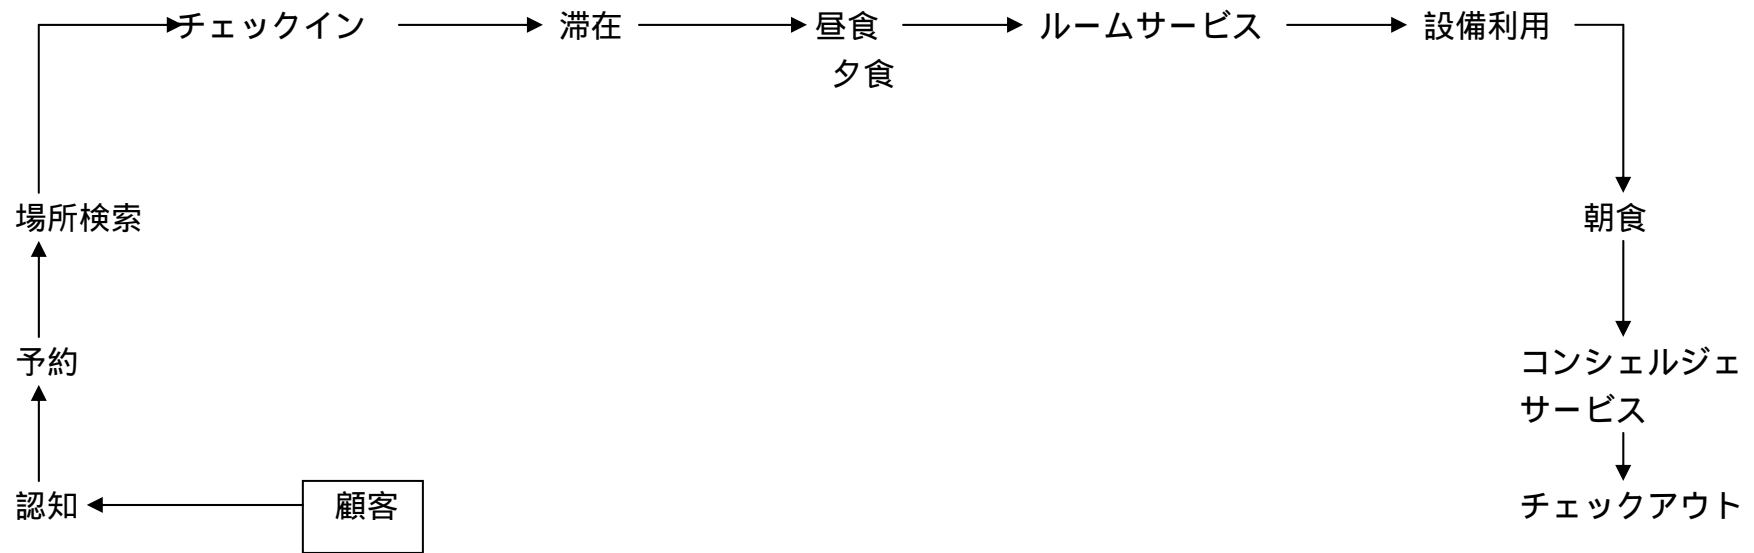 チェックイン 滞在 昼食 ルームサービス 設備利用
夕食
場所検索 朝食
予約 コンシェルジェ
サービス
認知 顧客 チェックアウト